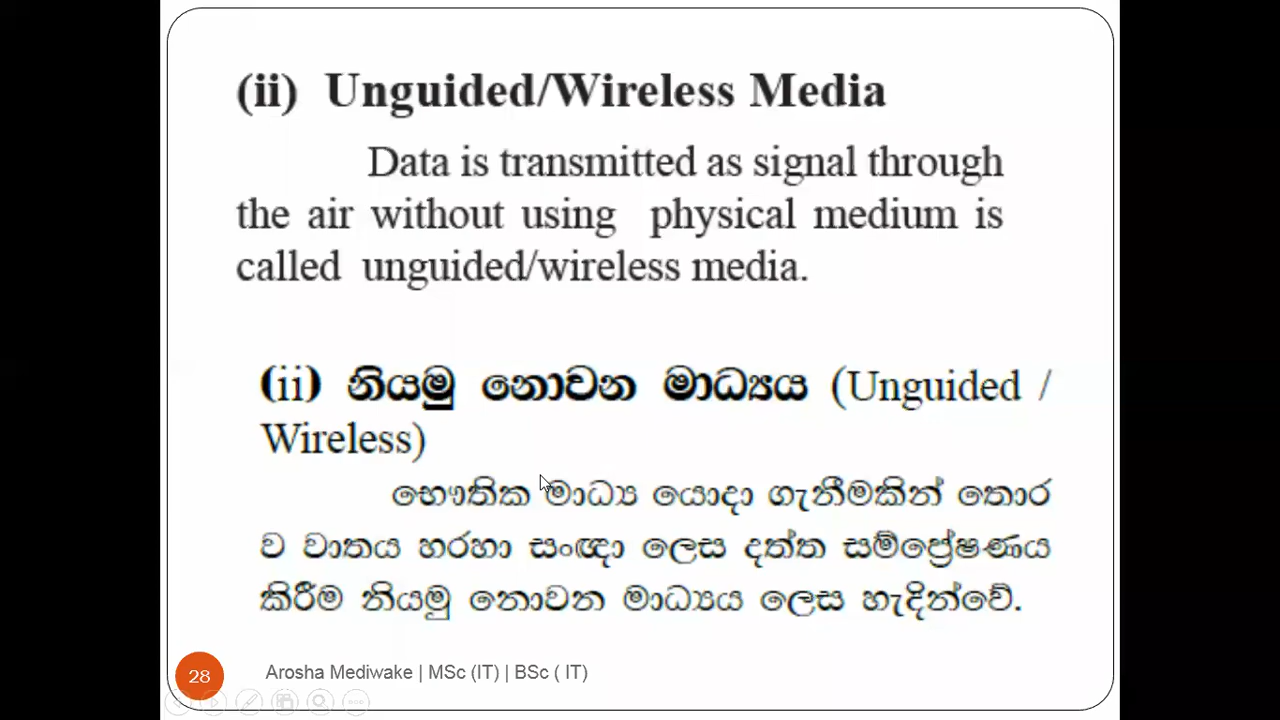 (ii) Unguided/Wireless Media
Data is transmitted as signal through
the air without using physical medium is
called unguided/wireless media.
(ii) නියමු නොවන මාධ්‍යය (Unguided /
Wireless)
භෞතික මාධ්‍ය යොදා ගැනීමකින් තොර
ව වාතය හරහා සංඥා ලෙස දත්ත සම්ප්‍රේෂණය
කිරීම නියමු නොවන මාධ්‍යය ලෙස හැදින්වේ.
28 Arosha Mediwake | MSc (IT) | BSc ( IT)